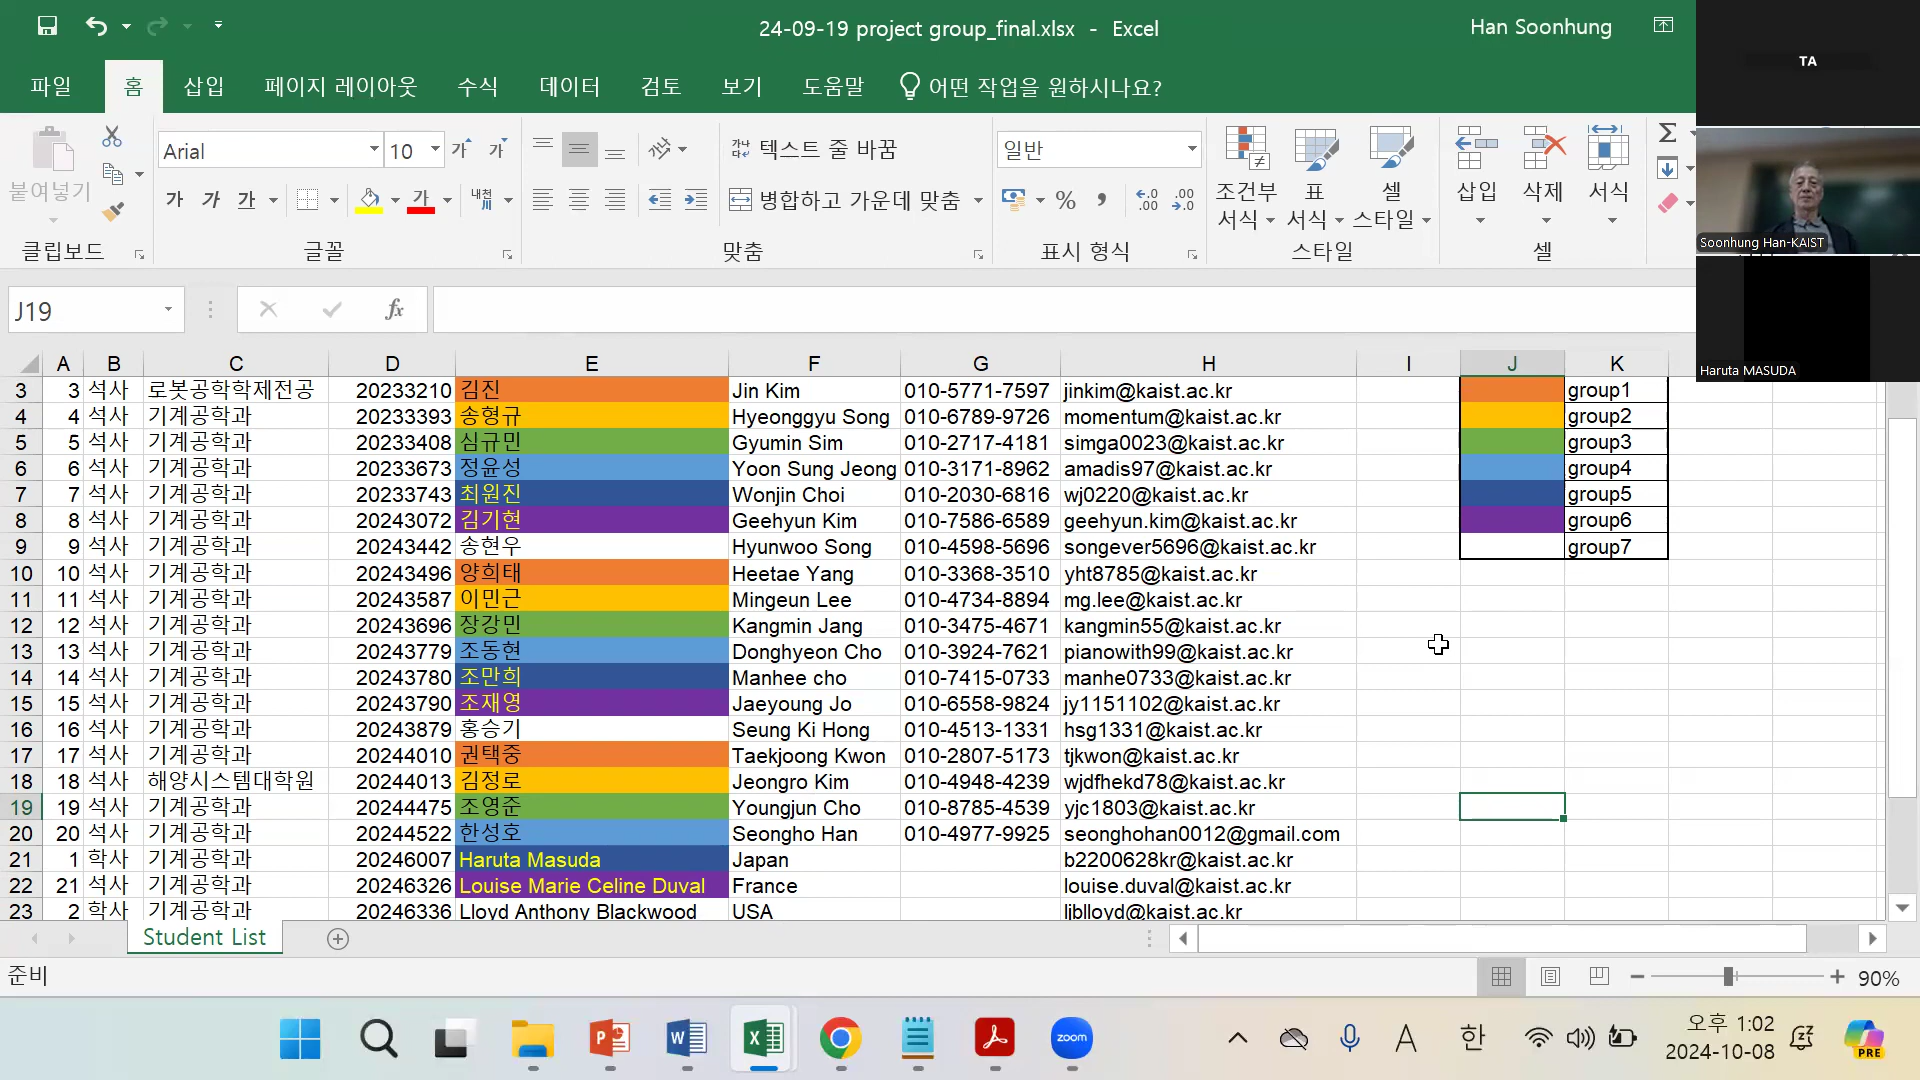 24-09-19 project group_final.xlsx - Excel
Han Soonhung
TA
파일 홈 삽입 페이지 레이아웃 수식 데이터 검토 보기 도움말 어떤 작업을 원하시나요?
붙여넣기
클립보드
Arial 10
가 가
가 가 가 가 내천
글꼴
텍스트 줄 바꿈
병합하고 가운데 맞춤
맞춤
일반
% ,
표시 형식
조건부 서식
표 서식
셀 스타일
스타일
삽입 삭제 서식
셀
Soonhung Han-KAIST
Haruta MASUDA
J19
fx
A B C D E F G H I J K
3 3 석사 로봇공학학제전공 20233210 김진 Jin Kim 010-5771-7597 jinkim@kaist.ac.kr group1
4 4 석사 기계공학과 20233393 송형규 Hyeonggyu Song 010-6789-9726 momentum@kaist.ac.kr group2
5 5 석사 기계공학과 20233408 심규민 Gyumin Sim 010-2717-4181 simga0023@kaist.ac.kr group3
6 6 석사 기계공학과 20233673 정윤성 Yoon Sung Jeong 010-3171-8962 amadis97@kaist.ac.kr group4
7 7 석사 기계공학과 20233743 최원진 Wonjin Choi 010-2030-6816 wj0220@kaist.ac.kr group5
8 8 석사 기계공학과 20243072 김기현 Geehyun Kim 010-7586-6589 geehyun.kim@kaist.ac.kr group6
9 9 석사 기계공학과 20243442 송현우 Hyunwoo Song 010-4598-5696 songever5696@kaist.ac.kr group7
10 10 석사 기계공학과 20243496 양희태 Heetae Yang 010-3368-3510 yht8785@kaist.ac.kr
11 11 석사 기계공학과 20243587 이민근 Mingeun Lee 010-4734-8894 mg.lee@kaist.ac.kr
12 12 석사 기계공학과 20243696 장강민 Kangmin Jang 010-3475-4671 kangmin55@kaist.ac.kr
13 13 석사 기계공학과 20243779 조동현 Donghyeon Cho 010-3924-7621 pianowith99@kaist.ac.kr
14 14 석사 기계공학과 20243780 조만희 Manhee cho 010-7415-0733 manhe0733@kaist.ac.kr
15 15 석사 기계공학과 20243790 조재영 Jaeyoung Jo 010-6558-9824 jy1151102@kaist.ac.kr
16 16 석사 기계공학과 20243879 홍승기 Seung Ki Hong 010-4513-1331 hsg1331@kaist.ac.kr
17 17 석사 기계공학과 20244010 권택중 Taekjoong Kwon 010-2807-5173 tjkwon@kaist.ac.kr
18 18 석사 해양시스템대학원 20244013 김정로 Jeongro Kim 010-4948-4239 wjdfhekd78@kaist.ac.kr
19 19 석사 기계공학과 20244475 조영준 Youngjun Cho 010-8785-4539 yjc1803@kaist.ac.kr
20 20 석사 기계공학과 20244522 한성호 Seongho Han 010-4977-9925 seonghohan0012@gmail.com
21 1 학사 기계공학과 20246007 Haruta Masuda Japan b2200628kr@kaist.ac.kr
22 21 석사 기계공학과 20246326 Louise Marie Celine Duval France louise.duval@kaist.ac.kr
23 2 학사 기계공학과 20246336 Lloyd Anthony Blackwood USA ljblloyd@kaist.ac.kr
Student List
준비
90%
zoom
A 한
오후 1:02
2024-10-08
PRE